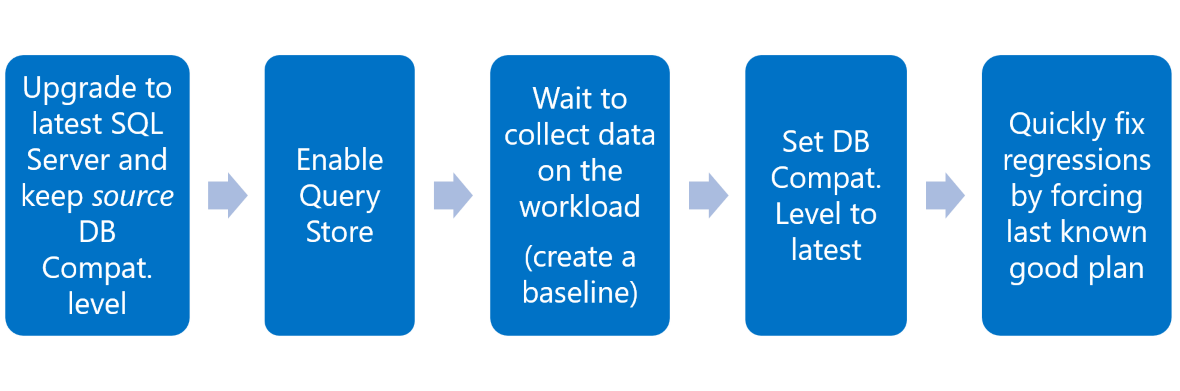 Upgrade to
latest SQL
Server and
keep source
DB
Compat.
level
Enable
Query
Store
Wait to
collect data
on the
workload
(create a
baseline)
Set DB
Compat.
Level to
latest
Quickly fix
regressions
by forcing
last known
good plan